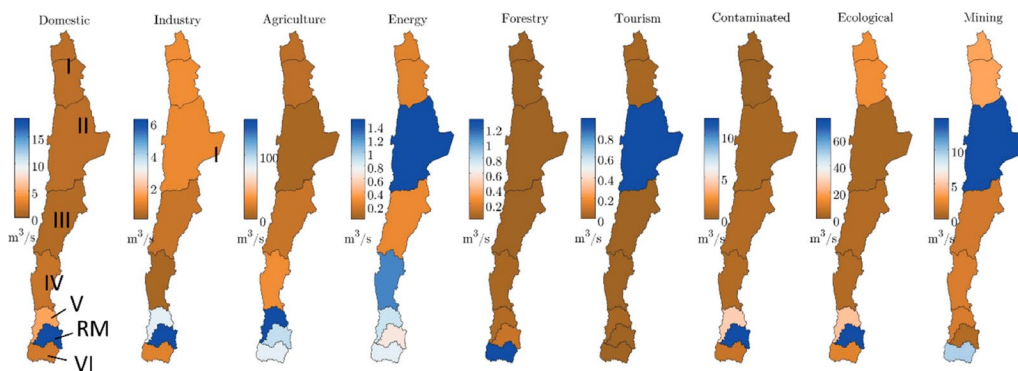 Domestic
Industry
Agriculture
Energy
Forestry
Tourism
Contaminated
Ecological
Mining
I
II
III
IV
V
RM
VI
15
10
5
0
m³/s
I
6
4
2
m³/s
100
0
m³/s
1.4
1.2
1
0.8
0.6
0.4
0.2
m³/s
1.2
1
0.8
0.6
0.4
0.2
m³/s
0.8
0.6
0.4
0.2
m³/s
10
5
0
m³/s
60
40
20
m³/s
10
5
0
m³/s